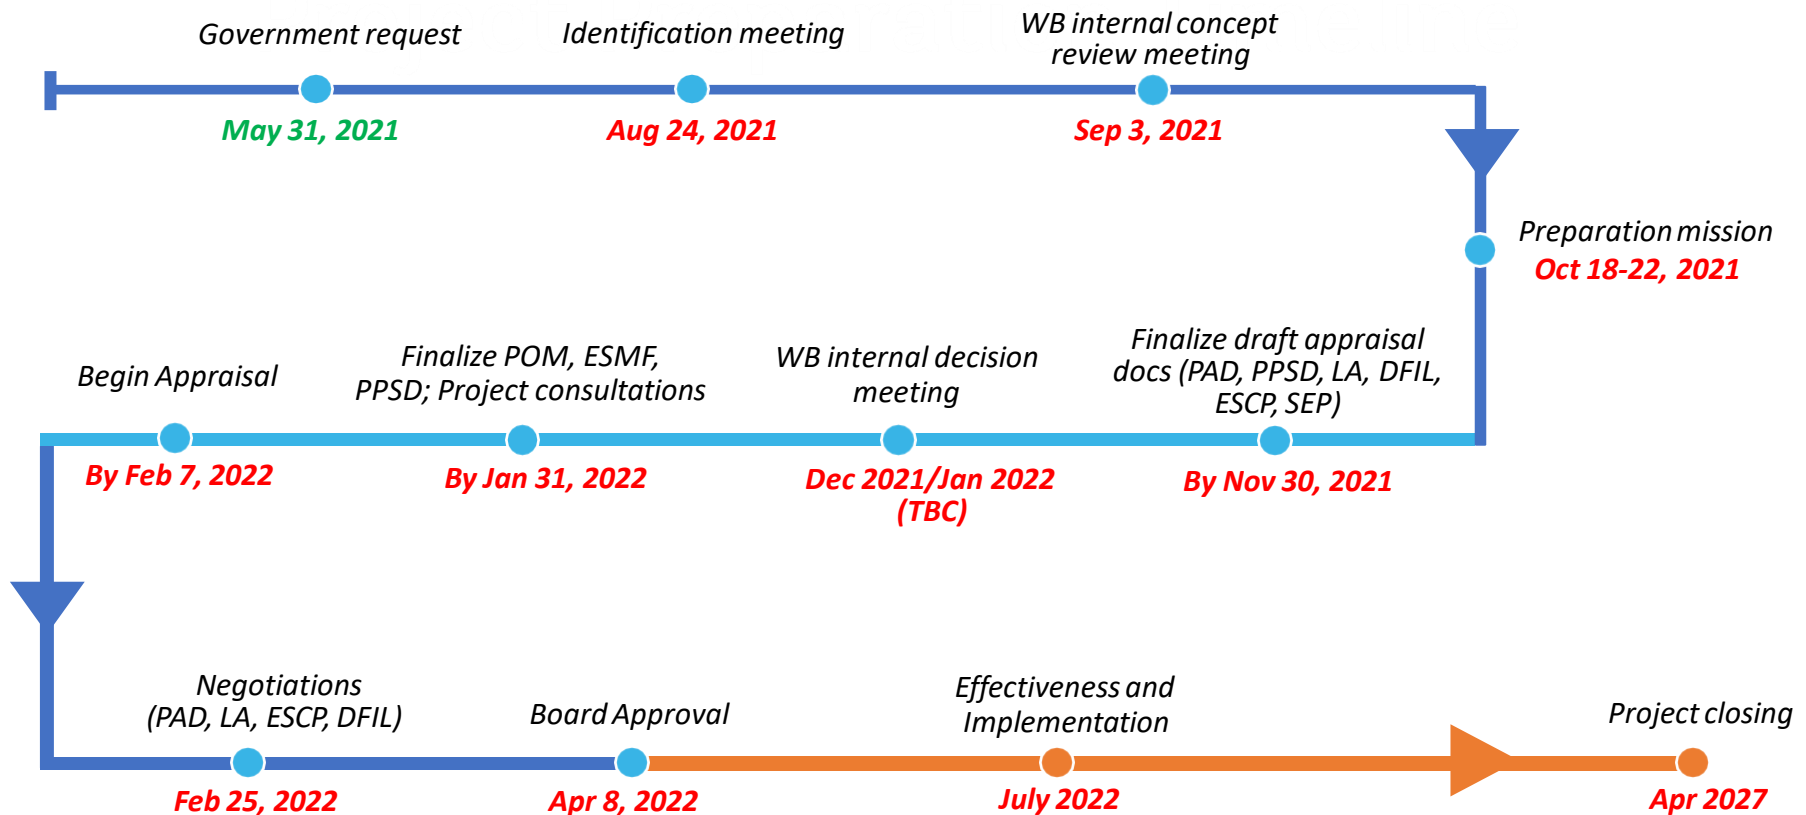 Government request
May 31, 2021
Identification meeting
Aug 24, 2021
WB internal concept
review meeting
Sep 3, 2021
Preparation mission
Oct 18-22, 2021
Finalize draft appraisal
docs (PAD, PPSD, LA, DFIL,
ESCP, SEP)
By Nov 30, 2021
WB internal decision
meeting
Dec 2021/Jan 2022
(TBC)
Finalize POM, ESMF,
PPSD; Project consultations
By Jan 31, 2022
Begin Appraisal
By Feb 7, 2022
Negotiations
(PAD, LA, ESCP, DFIL)
Feb 25, 2022
Board Approval
Apr 8, 2022
Effectiveness and
Implementation
July 2022
Project closing
Apr 2027